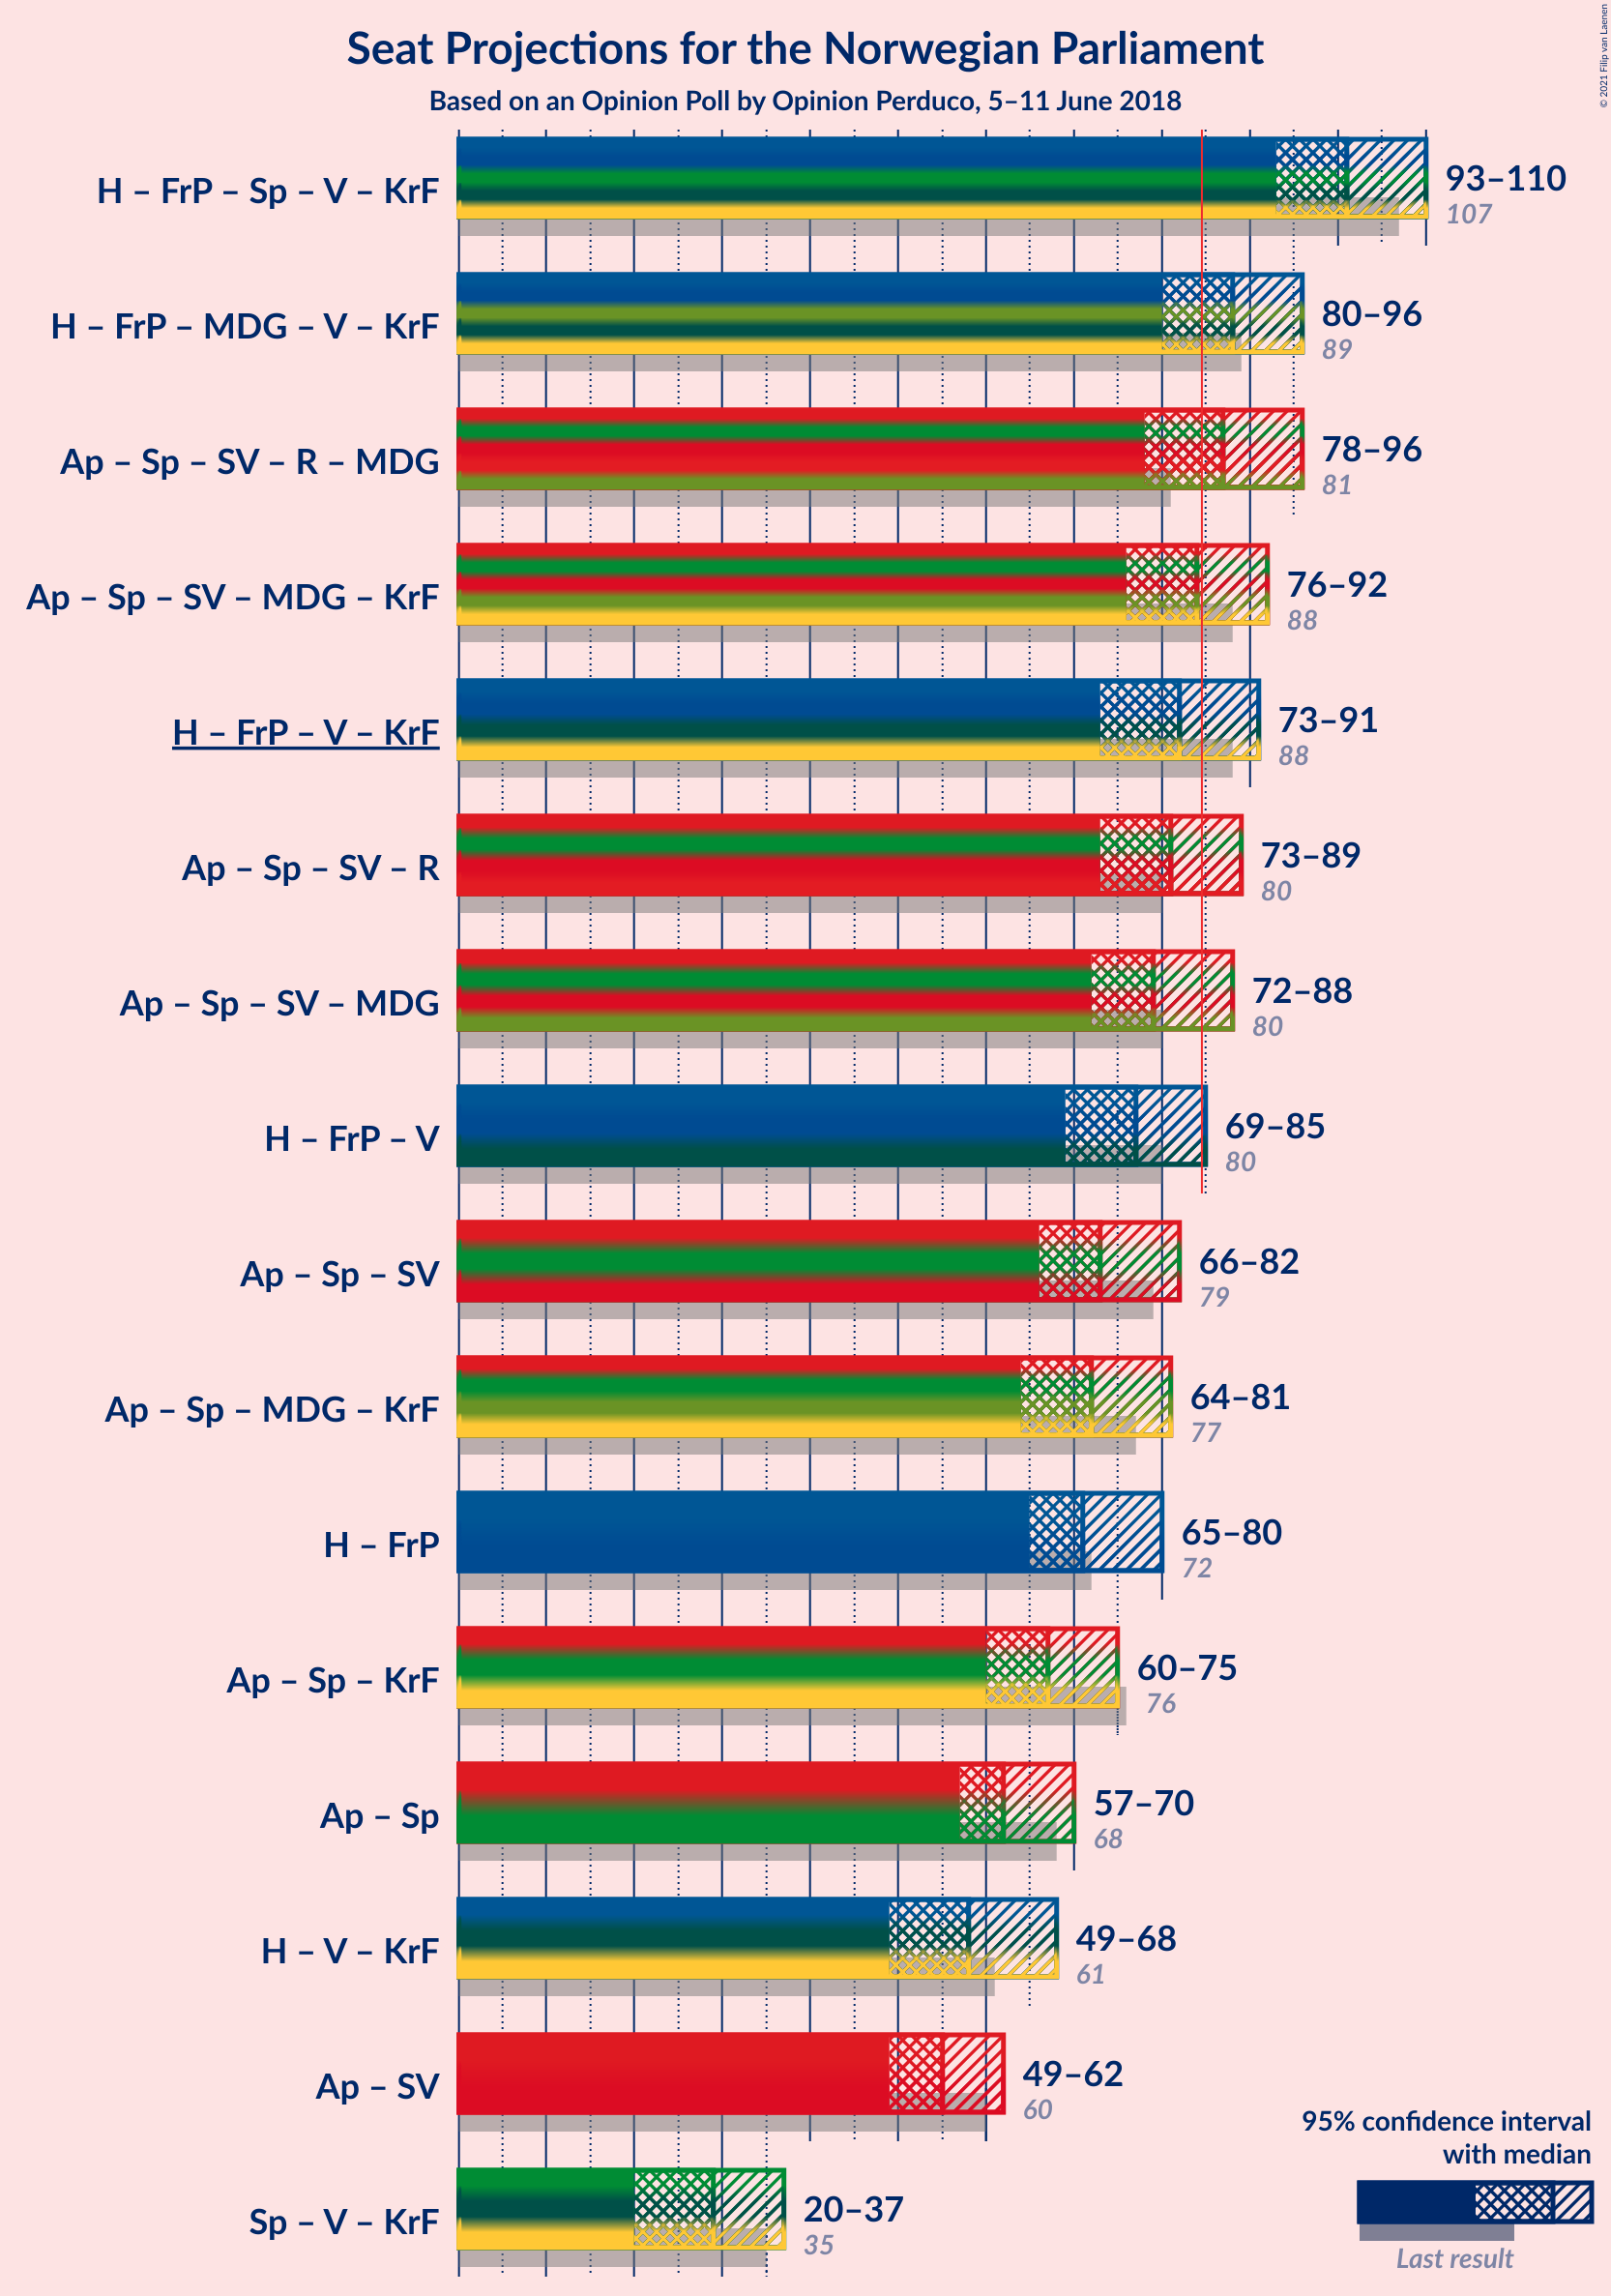 Seat Projections for the Norwegian Parliament
Based on an Opinion Poll by Opinion Perduco, 5–11 June 2018
© 2021 Filip van Laenen
H – FrP – Sp – V – KrF
93–110
107
H – FrP – MDG – V – KrF
80–96
89
Ap – Sp – SV – R – MDG
78–96
81
Ap – Sp – SV – MDG – KrF
76–92
88
H – FrP – V – KrF
73–91
88
Ap – Sp – SV – R
73–89
80
Ap – Sp – SV – MDG
72–88
80
H – FrP – V
69–85
80
Ap – Sp – SV
66–82
79
Ap – Sp – MDG – KrF
64–81
77
H – FrP
65–80
72
Ap – Sp – KrF
60–75
76
Ap – Sp
57–70
68
H – V – KrF
49–68
61
Ap – SV
49–62
60
Sp – V – KrF
20–37
35
95% confidence interval
with median
Last result